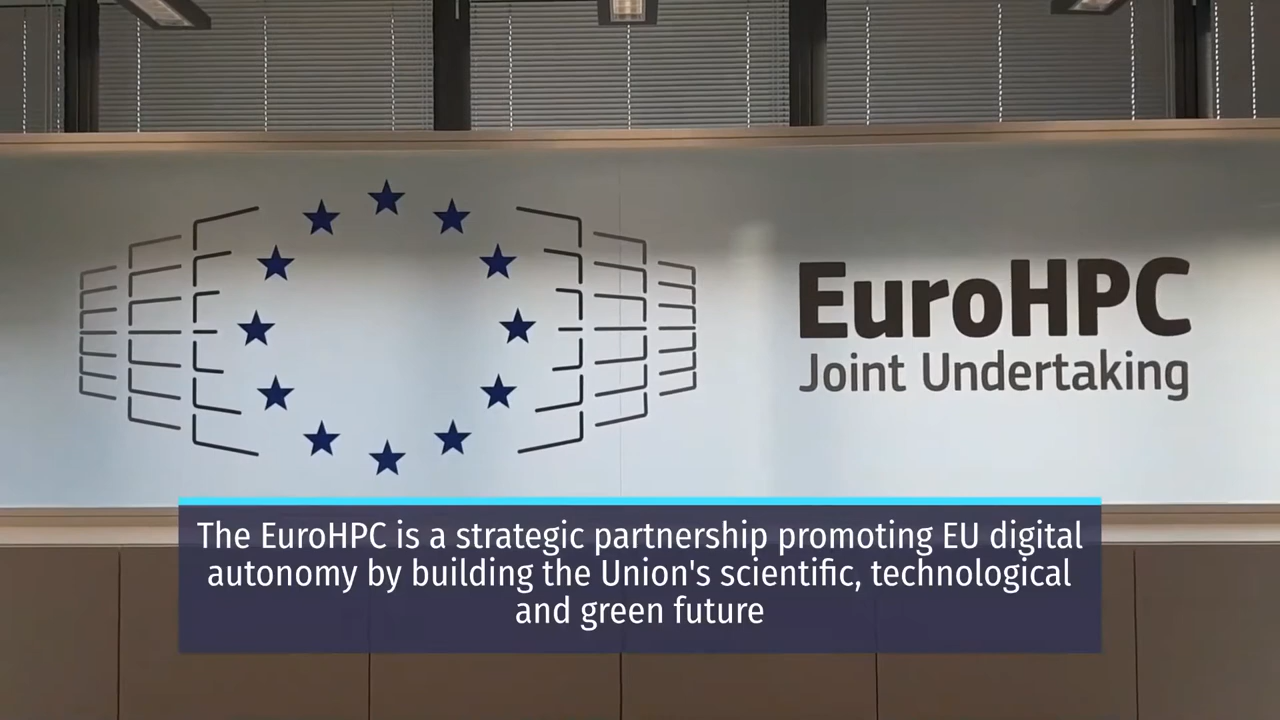 EuroHPC
Joint Undertaking
The EuroHPC is a strategic partnership promoting EU digital
autonomy by building the Union's scientific, technological
and green future